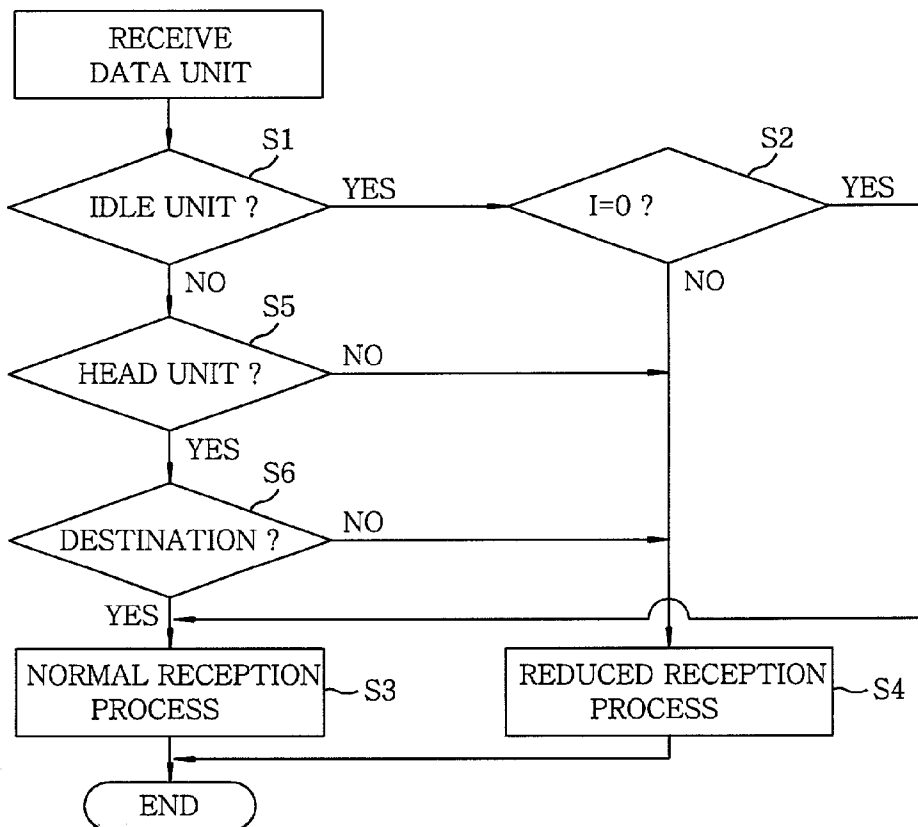 RECEIVE
DATA UNIT
S1
IDLE UNIT ?
YES
NO
S2
I=0 ?
YES
NO
S5
HEAD UNIT ?
NO
YES
S6
DESTINATION ?
NO
YES
NORMAL RECEPTION
PROCESS
S3
REDUCED RECEPTION
PROCESS
S4
END